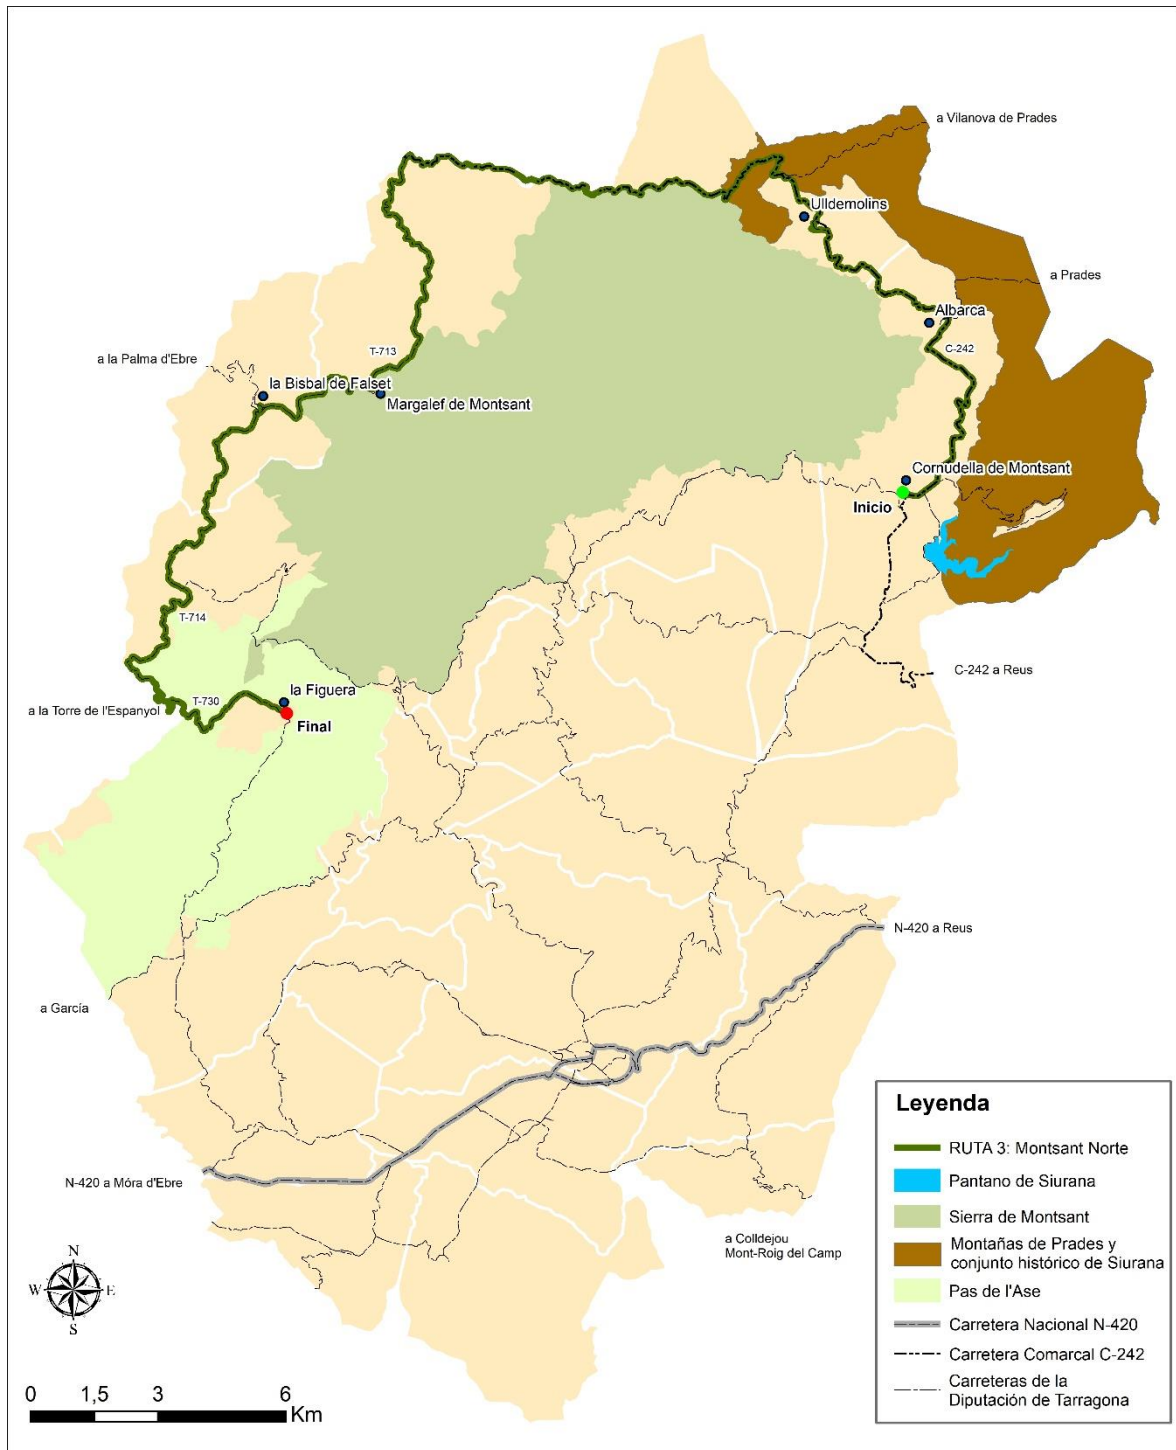 a Vilanova de Prades
Ulldemolins
a Prades
Albarca
C-242
T-713
a la Palma d'Ebre
la Bisbal de Falset
Margalef de Montsant
Cornudella de Montsant
Inicio
T-714
C-242 a Reus
la Figuera
T-730
a la Torre de l'Espanyol
Final
N-420 a Reus
a García
N-420 a Móra d'Ebre
a Colldejou
Mont-Roig del Camp
Leyenda
RUTA 3: Montsant Norte
Pantano de Siurana
Sierra de Montsant
Montañas de Prades y
conjunto histórico de Siurana
Pas de l'Ase
Carretera Nacional N-420
Carretera Comarcal C-242
Carreteras de la
Diputación de Tarragona
N
W E
S
0 1,5 3 6
Km